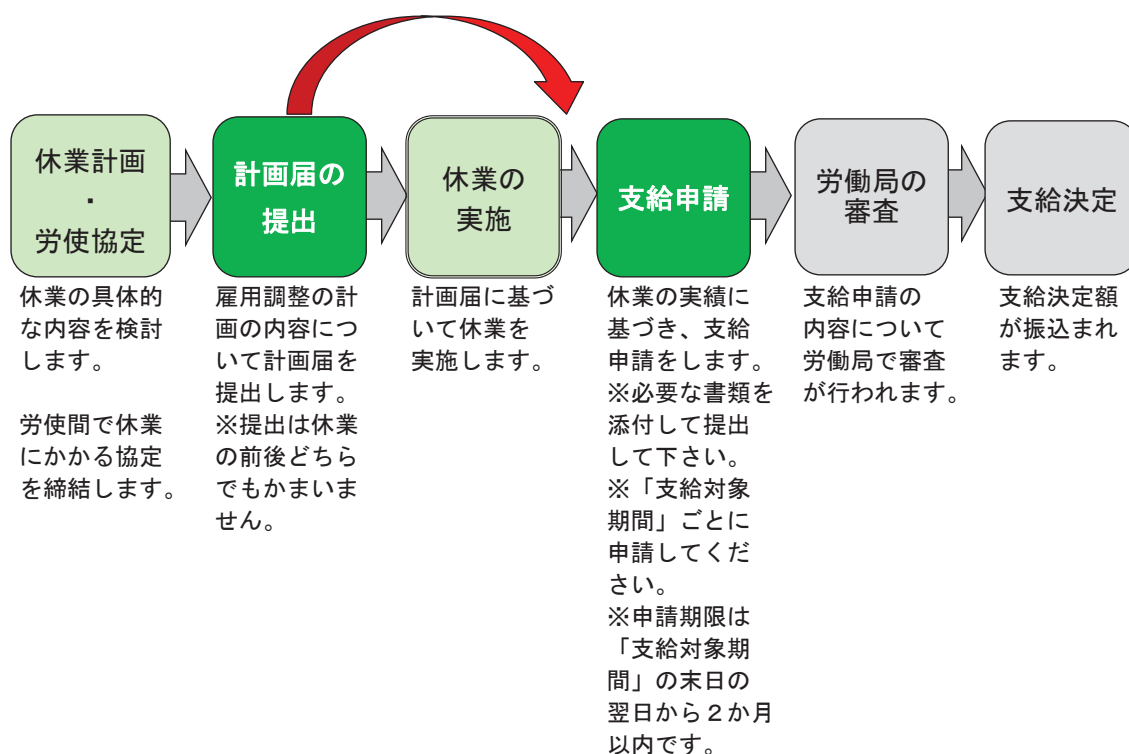 休業計画
・
労使協定
計画届の
提出
休業の
実施
支給申請
労働局の
審査
支給決定
休業の具体的
な内容を検討
します。
労使間で休業
にかかる協定
を締結します。
雇用調整の計
画の内容につ
いて計画届を
提出します。
※提出は休業
の前後どちら
でもかまいま
せん。
計画届に基づ
いて休業を
実施します。
休業の実績に
基づき、支給
申請をします。
※必要な書類を
添付して提出
して下さい。
※「支給対象
期間」ごとに
申請してくだ
さい。
※申請期限は
「支給対象期
間」の末日の
翌日から２か月
以内です。
支給申請の
内容について
労働局で審査
が行われます。
支給決定額
が振込まれ
ます。